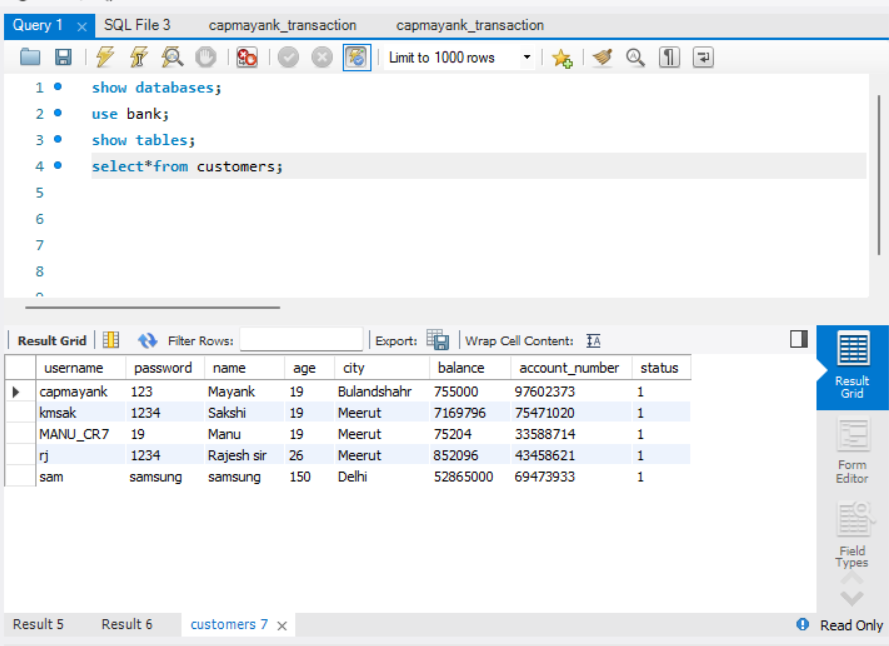 Query 1 SQL File 3 capmayank_transaction capmayank_transaction
Limit to 1000 rows
1 show databases;
2 use bank;
3 show tables;
4 select*from customers;
5
6
7
8
Result Grid Filter Rows: Export: Wrap Cell Content:
username password name age city balance account_number status
capmayank 123 Mayank 19 Bulandshahr 755000 97602373 1
kmsak 1234 Sakshi 19 Meerut 7169796 75471020 1
MANU_CR7 19 Manu 19 Meerut 75204 33588714 1
rj 1234 Rajesh sir 26 Meerut 852096 43458621 1
sam samsung samsung 150 Delhi 52865000 69473933 1
Result
Grid
Form
Editor
Field
Types
Result 5 Result 6 customers 7 Read Only